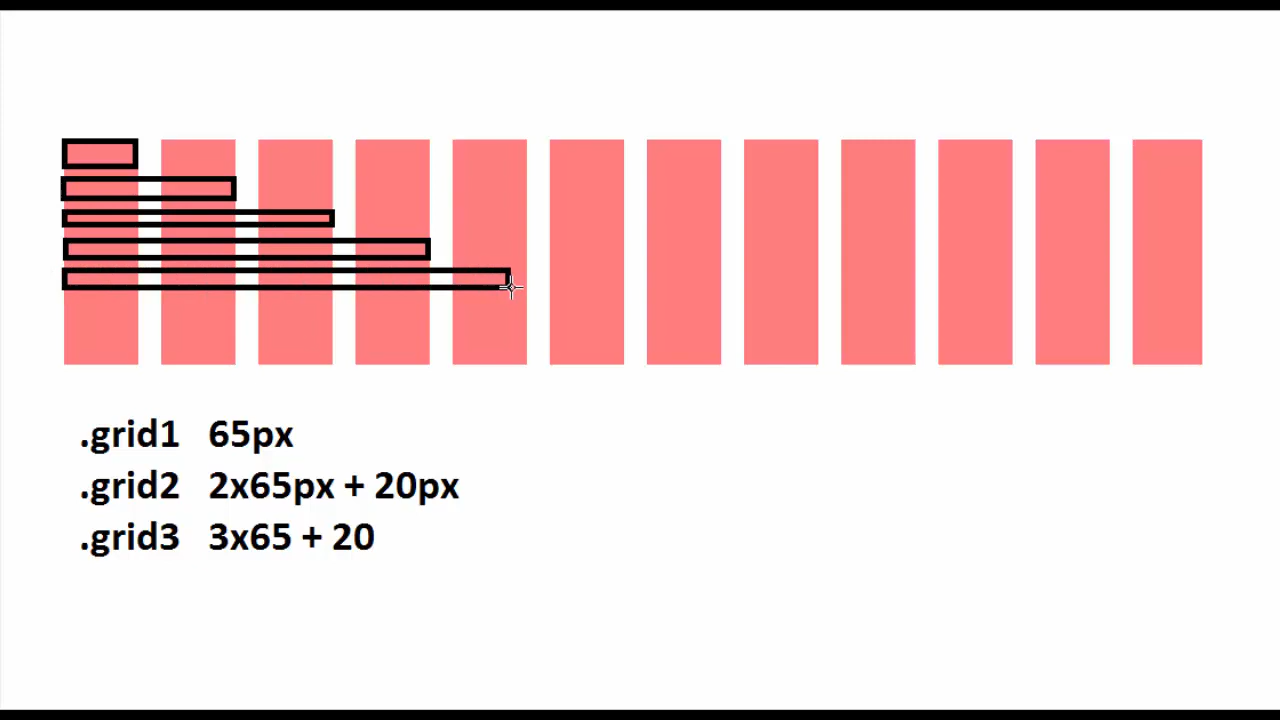 .grid1 65px
.grid2 2x65px + 20px
.grid3 3x65 + 20